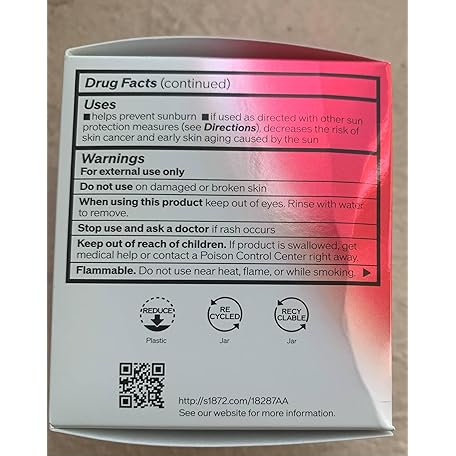 Drug Facts (continued)
Uses
■ helps prevent sunburn ■ if used as directed with other sun
protection measures (see Directions), decreases the risk of
skin cancer and early skin aging caused by the sun
Warnings
For external use only
Do not use on damaged or broken skin
When using this product keep out of eyes. Rinse with water
to remove.
Stop use and ask a doctor if rash occurs
Keep out of reach of children. If product is swallowed, get
medical help or contact a Poison Control Center right away.
Flammable. Do not use near heat, flame, or while smoking. ▶
REDUCE
Plastic
RE
CYCLED
Jar
RECY
CLABLE
Jar
http://s1872.com/18287AA
See our website for more information.